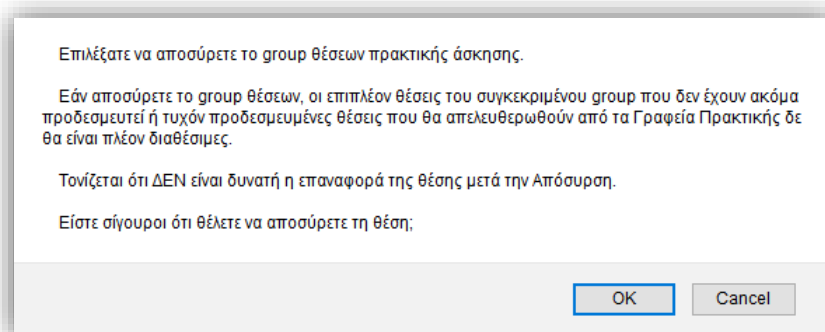 Επιλέξατε να αποσύρετε το group θέσεων πρακτικής άσκησης.
Εάν αποσύρετε το group θέσεων, οι επιπλέον θέσεις του συγκεκριμένου group που δεν έχουν ακόμα
προδεσμευτεί ή τυχόν προδεσμευμένες θέσεις που θα απελευθερωθούν από τα Γραφεία Πρακτικής δε
θα είναι πλέον διαθέσιμες.
Τονίζεται ότι ΔΕΝ είναι δυνατή η επαναφορά της θέσης μετά την Απόσυρση.
Είστε σίγουροι ότι θέλετε να αποσύρετε τη θέση;
OK Cancel